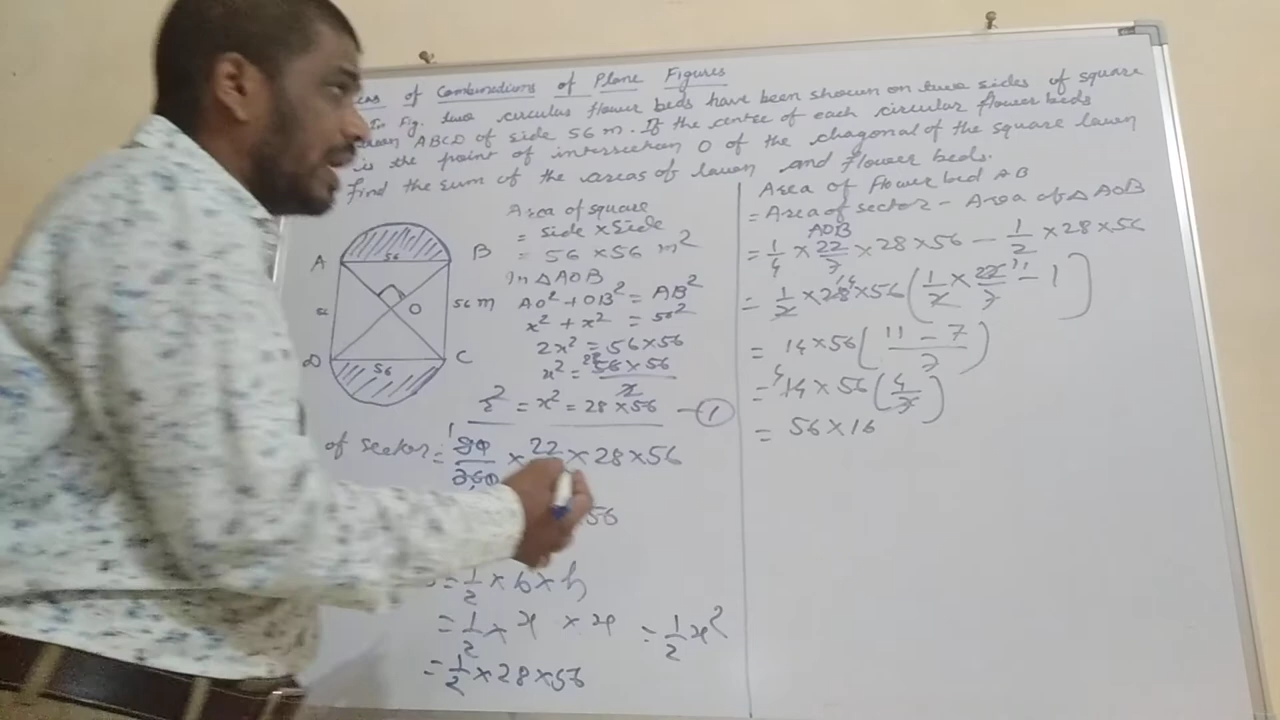 of Combinations of Plane Figures
In Fig. two circular flower beds have been shown on two sides of square
ABCD of side 56 m. If the centre of each circular flower beds
is the point of intersection O of the diagonal of the square lawn
find the sum of the areas of lawn and flower beds.
A B
56
O
56 m
D C
56
Area of square
= side × side
= 56 × 56 m²
In △AOB
AO² + OB² = AB²
x² + x² = 56²
2x² = 56×56
x² = 56×56 / 2
r² = x² = 28×56 — ①
of sector = 90/360 × 22 × 28 × 56
56
= 1/2 × b × h
= 1/2 × x × x = 1/2 x²
= 1/2 × 28 × 56
Area of Flower bed AB
= Area of sector – Area of △AOB
AOB
= 1/4 × 22/7 × 28 × 56 – 1/2 × 28 × 56
= 1/2 × 28 14 × 56 ( 1/2 × 22/7 11 – 1 )
= 14 × 56 ( 11 – 7 / 7 )
= 14 × 56 ( 4/7 )
= 56 × 16